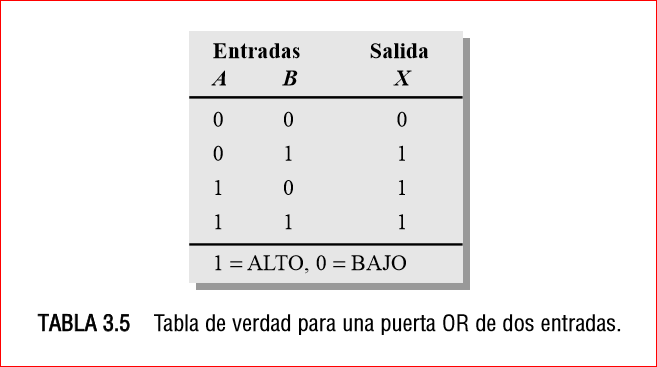 Entradas Salida
A B X
0 0 0
0 1 1
1 0 1
1 1 1
1 = ALTO, 0 = BAJO
TABLA 3.5 Tabla de verdad para una puerta OR de dos entradas.